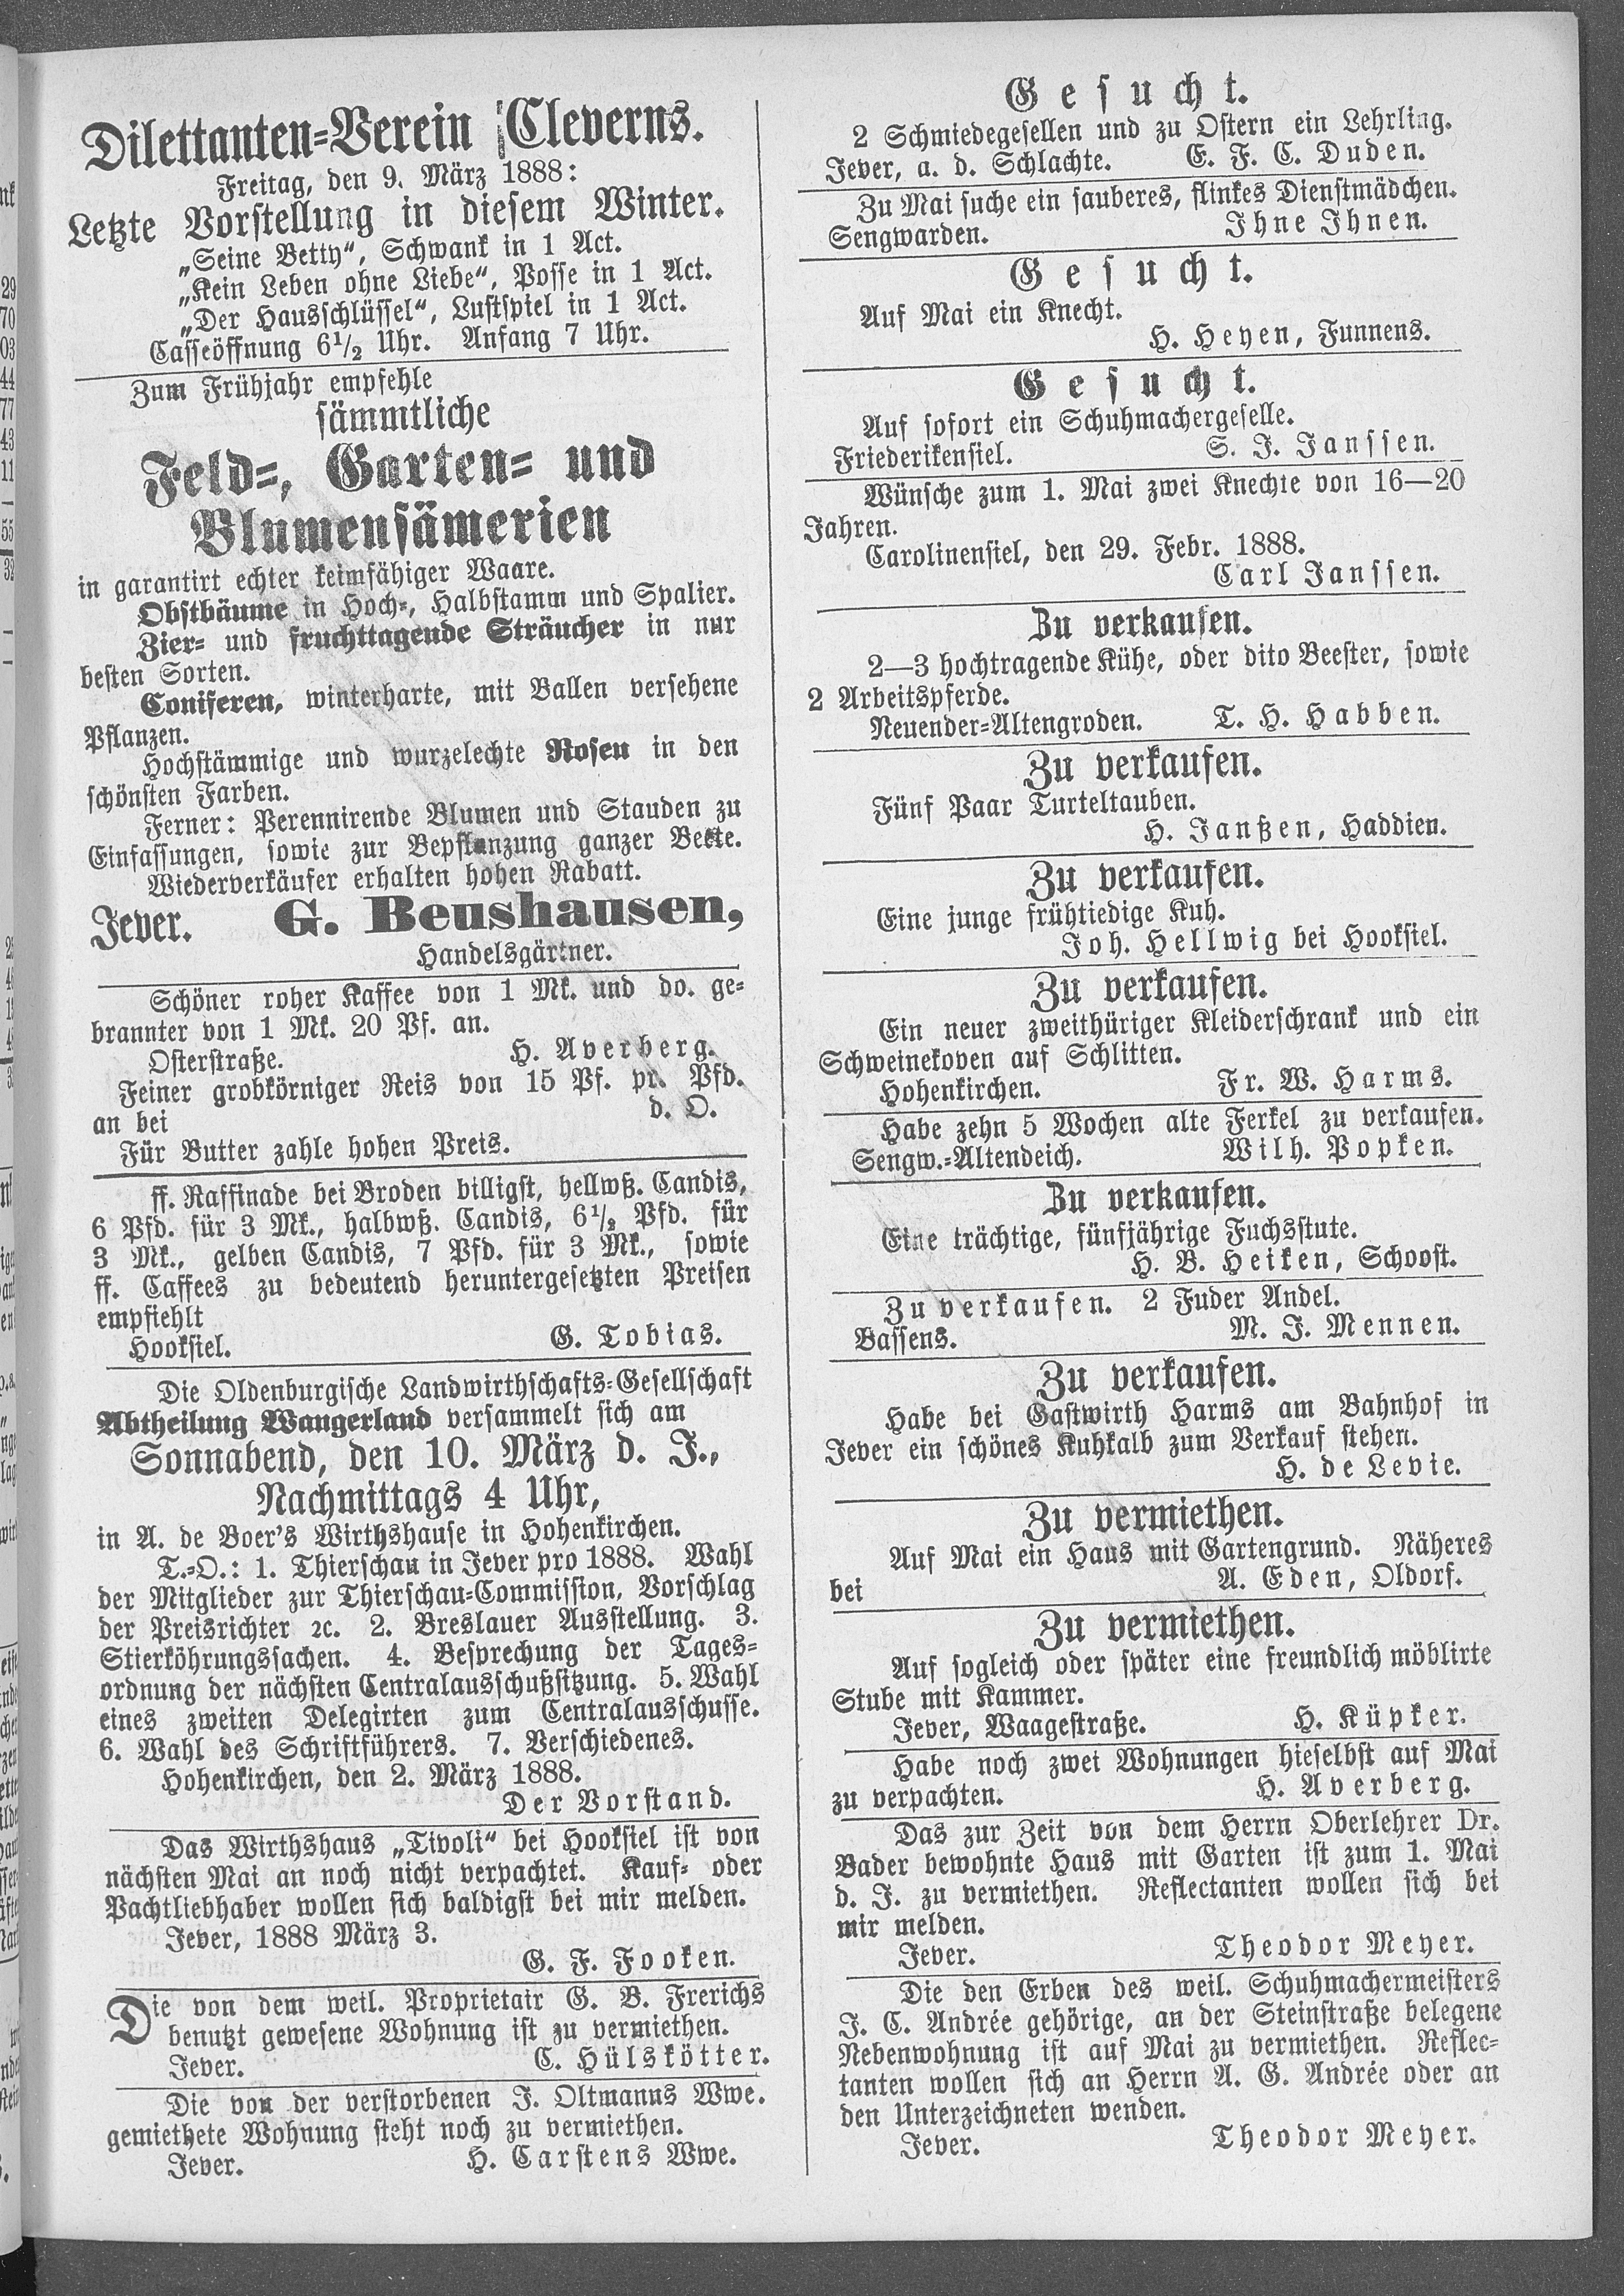 Dilettanten-Verein Cleverns.
Freitag, den 9. März 1888:
Letzte Vorstellung in diesem Winter.
„Seine Betty“, Schwank in 1 Act.
„Kein Leben ohne Liebe“, Posse in 1 Act.
„Der Hausschlüssel“, Lustspiel in 1 Act.
Casseöffnung 6 1/2 Uhr. Anfang 7 Uhr.
Zum Frühjahr empfehle
sämmtliche
Feld-, Garten- und
Blumensämerien
in garantirt echter keimfähiger Waare.
Obstbäume in Hoch-, Halbstamm und Spalier.
Zier- und fruchttagende Sträucher in nur
besten Sorten.
Coniferen, winterharte, mit Ballen versehene
Pflanzen.
Hochstämmige und wurzelechte Rosen in den
schönsten Farben.
Ferner: Perennirende Blumen und Stauden zu
Einfassungen, sowie zur Bepflanzung ganzer Beete.
Wiederverkäufer erhalten hohen Rabatt.
Jever. G. Beushausen,
Handelsgärtner.
Schöner roher Kaffee von 1 Mk. und do. ge-
brannter von 1 Mk. 20 Pf. an.
Osterstraße. H. Averberg.
Feiner grobkörniger Reis von 15 Pf. pr. Pfd.
an bei d. O.
Für Butter zahle hohen Preis.
ff. Raffinade bei Broden billigst, hellwß. Candis,
6 Pfd. für 3 Mk., halbwß. Candis, 6 1/2 Pfd. für
3 Mk., gelben Candis, 7 Pfd. für 3 Mk., sowie
ff. Caffees zu bedeutend heruntergesetzten Preisen
empfiehlt
Hooksiel. G. Tobias.
Die Oldenburgische Landwirthschafts-Gesellschaft
Abtheilung Wangerland versammelt sich am
Sonnabend, den 10. März d. J.,
Nachmittags 4 Uhr,
in A. de Boer's Wirthshause in Hohenkirchen.
T.-O.: 1. Thierschau in Jever pro 1888. Wahl
der Mitglieder zur Thierschau-Commission, Vorschlag
der Preisrichter ꝛc. 2. Breslauer Ausstellung. 3.
Stierköhrungssachen. 4. Besprechung der Tages-
ordnung der nächsten Centralausschußsitzung. 5. Wahl
eines zweiten Delegirten zum Centralausschusse.
6. Wahl des Schriftführers. 7. Verschiedenes.
Hohenkirchen, den 2. März 1888.
Der Vorstand.
Das Wirthshaus „Tivoli“ bei Hooksiel ist von
nächsten Mai an noch nicht verpachtet. Kauf- oder
Pachtliebhaber wollen sich baldigst bei mir melden.
Jever, 1888 März 3.
G. F. Fooken.
Die von dem weil. Proprietair G. B. Frerichs
benutzt gewesene Wohnung ist zu vermiethen.
Jever. C. Hülskötter.
Die von der verstorbenen J. Oltmanns Wwe.
gemiethete Wohnung steht noch zu vermiethen.
Jever. H. Carstens Wwe.
Gesucht.
2 Schmiedegesellen und zu Ostern ein Lehrling.
Jever, a. d. Schlachte. E. F. C. Duden.
Zu Mai suche ein sauberes, flinkes Dienstmädchen.
Sengwarden. Ihne Ihnen.
Gesucht.
Auf Mai ein Knecht.
H. Heyen, Funnens.
Gesucht.
Auf sofort ein Schuhmachergeselle.
Friederikensiel. S. J. Janssen.
Wünsche zum 1. Mai zwei Knechte von 16—20
Jahren.
Carolinensiel, den 29. Febr. 1888.
Carl Janssen.
Zu verkaufen.
2—3 hochtragende Kühe, oder dito Beester, sowie
2 Arbeitspferde.
Neuender-Altengroden. T. H. Habben.
Zu verkaufen.
Fünf Paar Turteltauben.
H. Janßen, Haddien.
Zu verkaufen.
Eine junge frühtiedige Kuh.
Joh. Hellwig bei Hooksiel.
Zu verkaufen.
Ein neuer zweithüriger Kleiderschrank und ein
Schweinekoven auf Schlitten.
Hohenkirchen. Fr. W. Harms.
Habe zehn 5 Wochen alte Ferkel zu verkaufen.
Sengw.-Altendeich. Wilh. Popken.
Zu verkaufen.
Eine trächtige, fünfjährige Fuchsstute.
H. B. Heiken, Schoost.
Zu verkaufen. 2 Fuder Andel.
Bassens. M. J. Mennen.
Zu verkaufen.
Habe bei Gastwirth Harms am Bahnhof in
Jever ein schönes Kuhkalb zum Verkauf stehen.
H. de Levie.
Zu vermiethen.
Auf Mai ein Haus mit Gartengrund. Näheres
bei A. Eden, Oldorf.
Zu vermiethen.
Auf sogleich oder später eine freundlich möblirte
Stube mit Kammer.
Jever, Waagestraße. H. Küpker.
Habe noch zwei Wohnungen hieselbst auf Mai
zu verpachten. H. Averberg.
Das zur Zeit von dem Herrn Oberlehrer Dr.
Bader bewohnte Haus mit Garten ist zum 1. Mai
d. J. zu vermiethen. Reflectanten wollen sich bei
mir melden.
Jever. Theodor Meyer.
Die den Erben des weil. Schuhmachermeisters
J. C. Andrée gehörige, an der Steinstraße belegene
Nebenwohnung ist auf Mai zu vermiethen. Reflec-
tanten wollen sich an Herrn A. G. Andrée oder an
den Unterzeichneten wenden.
Jever. Theodor Meyer.